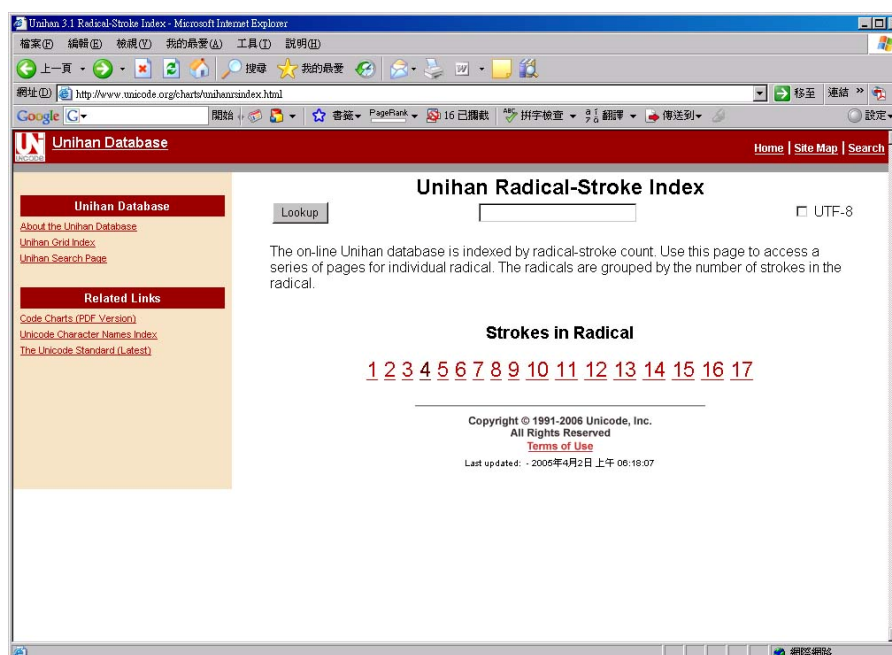 Unihan 3.1 Radical-Stroke Index - Microsoft Internet Explorer
檔案(F) 編輯(E) 檢視(V) 我的最愛(A) 工具(T) 說明(H)
上一頁 搜尋 我的最愛
網址(D) http://www.unicode.org/charts/unihanrsindex.html 移至 連結 »
Google G 開始 書籤 PageRank 16 已攔截 ABC 拼字檢查 翻譯 傳送到 設定
UN UNICODE Unihan Database
Home | Site Map | Search
Unihan Database
About the Unihan Database
Unihan Grid Index
Unihan Search Page
Related Links
Code Charts (PDF Version)
Unicode Character Names Index
The Unicode Standard (Latest)
Unihan Radical-Stroke Index
Lookup UTF-8
The on-line Unihan database is indexed by radical-stroke count. Use this page to access a
series of pages for individual radical. The radicals are grouped by the number of strokes in the
radical.
Strokes in Radical
1 2 3 4 5 6 7 8 9 10 11 12 13 14 15 16 17
Copyright © 1991-2006 Unicode, Inc.
All Rights Reserved
Terms of Use
Last updated: - 2005年4月2日 上午 06:18:07
網際網路